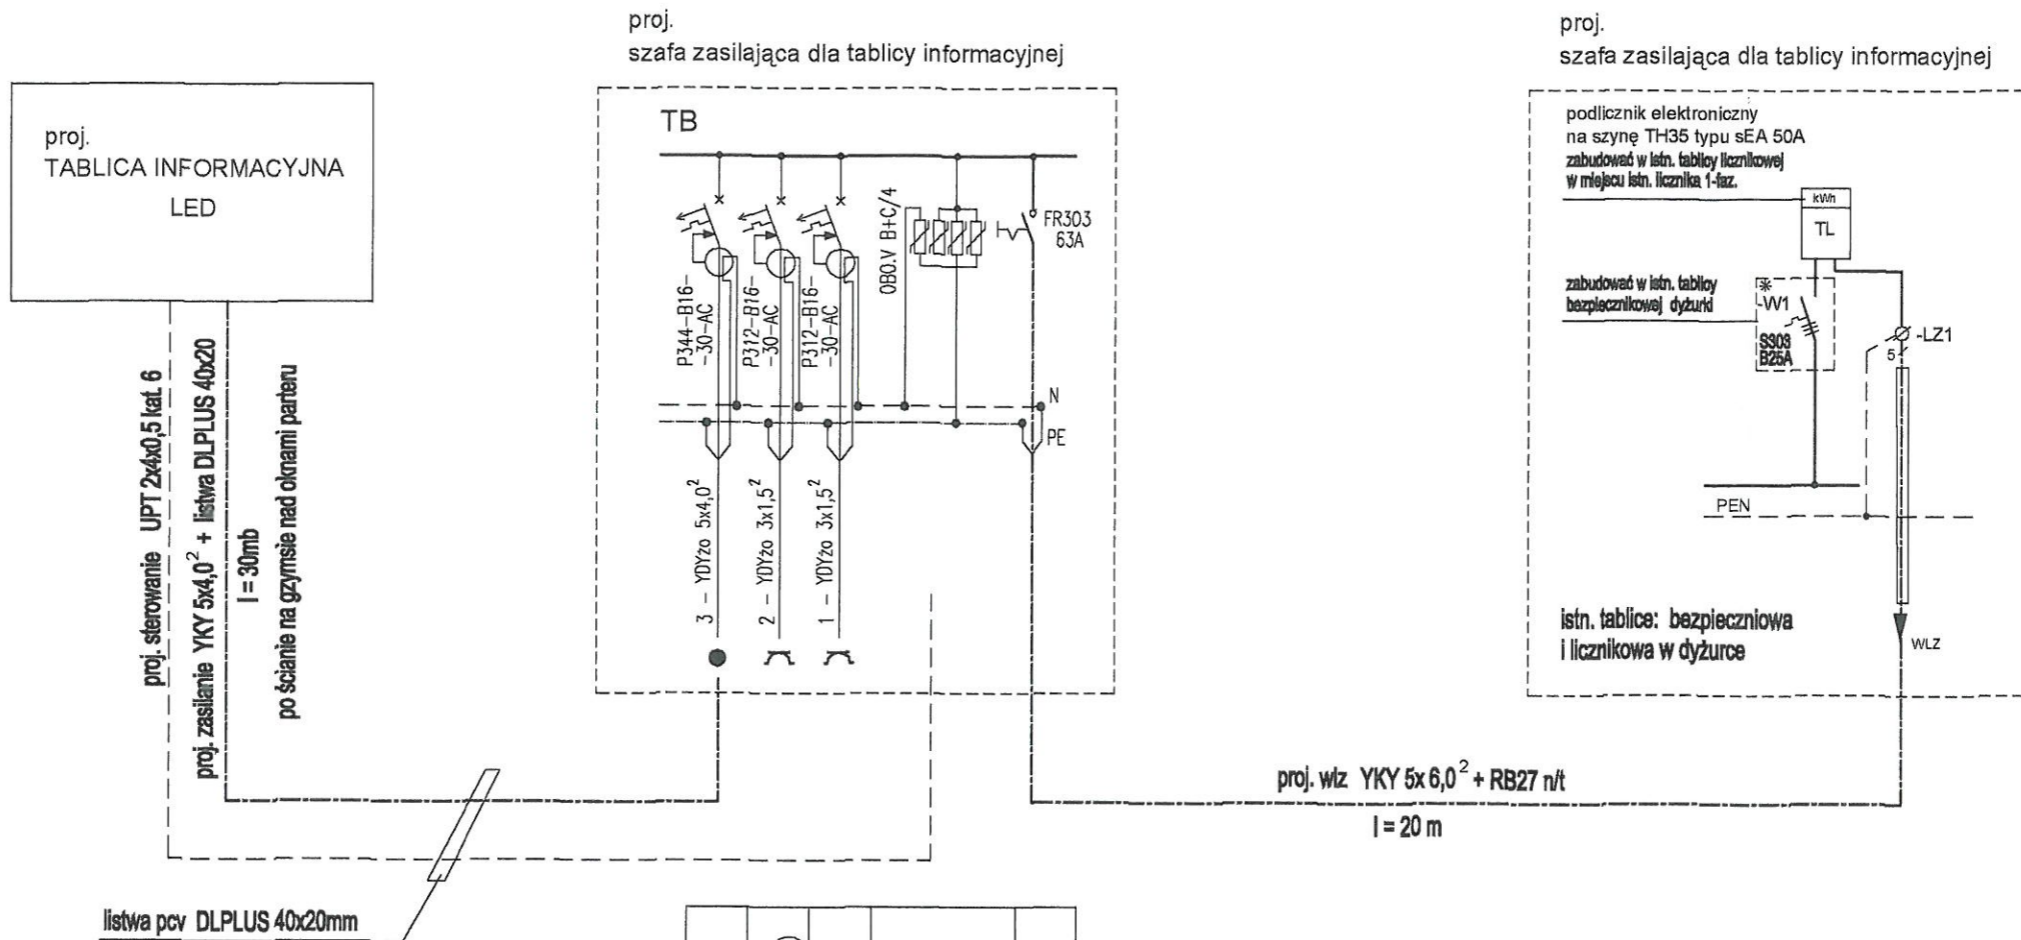 proj.
TABLICA INFORMACYJNA
LED
proj. sterowanie UPT 2x4x0,5 kat. 6
proj. zasilanie YKY 5x4,0² + listwa DLPLUS 40x20
l = 30mb
po ścianie na gzymsie nad oknami parteru
listwa pcv DLPLUS 40x20mm
proj.
szafa zasilająca dla tablicy informacyjnej
TB
P344-B16-
-30-AC
P312-B16-
-30-AC
P312-B16-
-30-AC
OBO.V B+C/4
FR303
63A
N
PE
3 - YDYżo 5x4,0²
2 - YDYżo 3x1,5²
1 - YDYżo 3x1,5²
proj. wlz YKY 5x 6,0² + RB27 n/t
l = 20 m
proj.
szafa zasilająca dla tablicy informacyjnej
podlicznik elektroniczny
na szynę TH35 typu sEA 50A
zabudować w istn. tablicy licznikowej
w miejscu istn. licznika 1-faz.
kWh
TL
zabudować w istn. tablicy
bezpiecznikowej dyżurki
-W1
S303
B25A
-LZ1
5
PEN
istn. tablice: bezpieczniowa
i licznikowa w dyżurce
WLZ